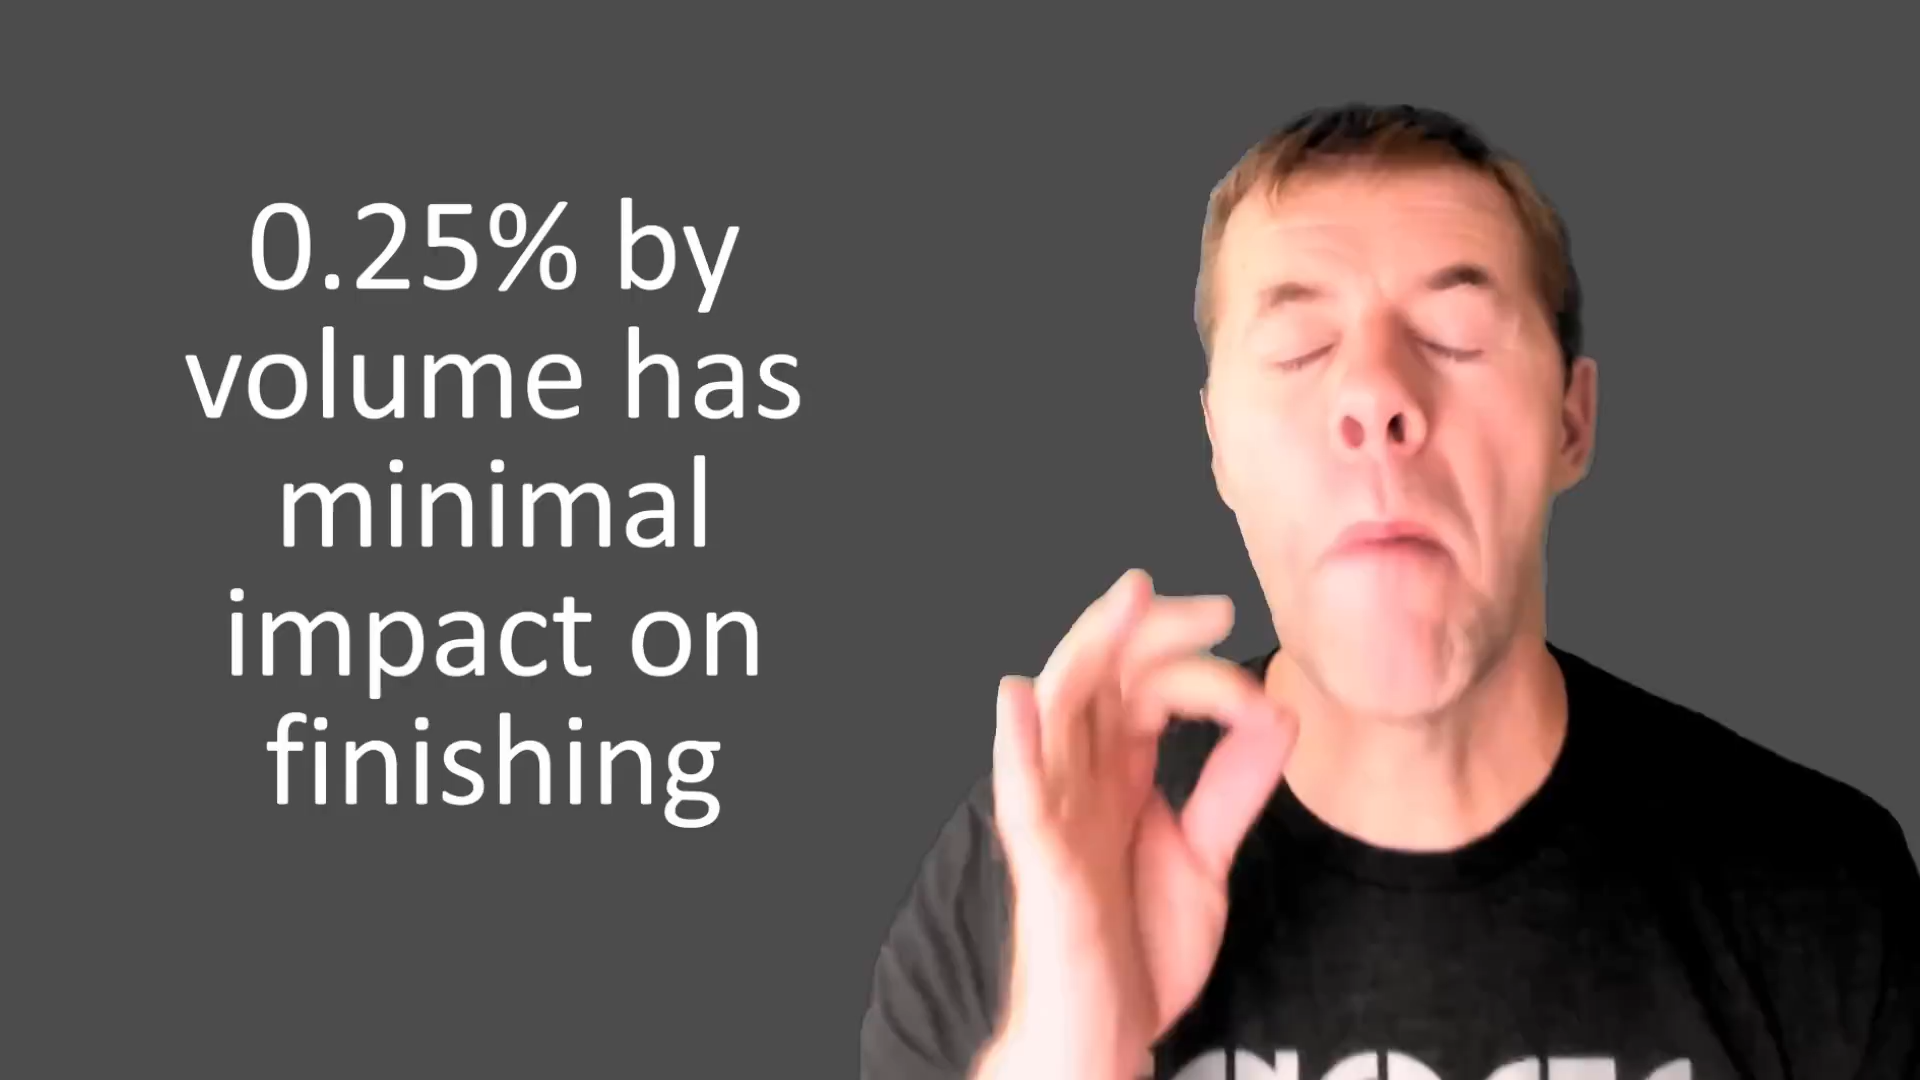 0.25% by
volume has
minimal
impact on
finishing